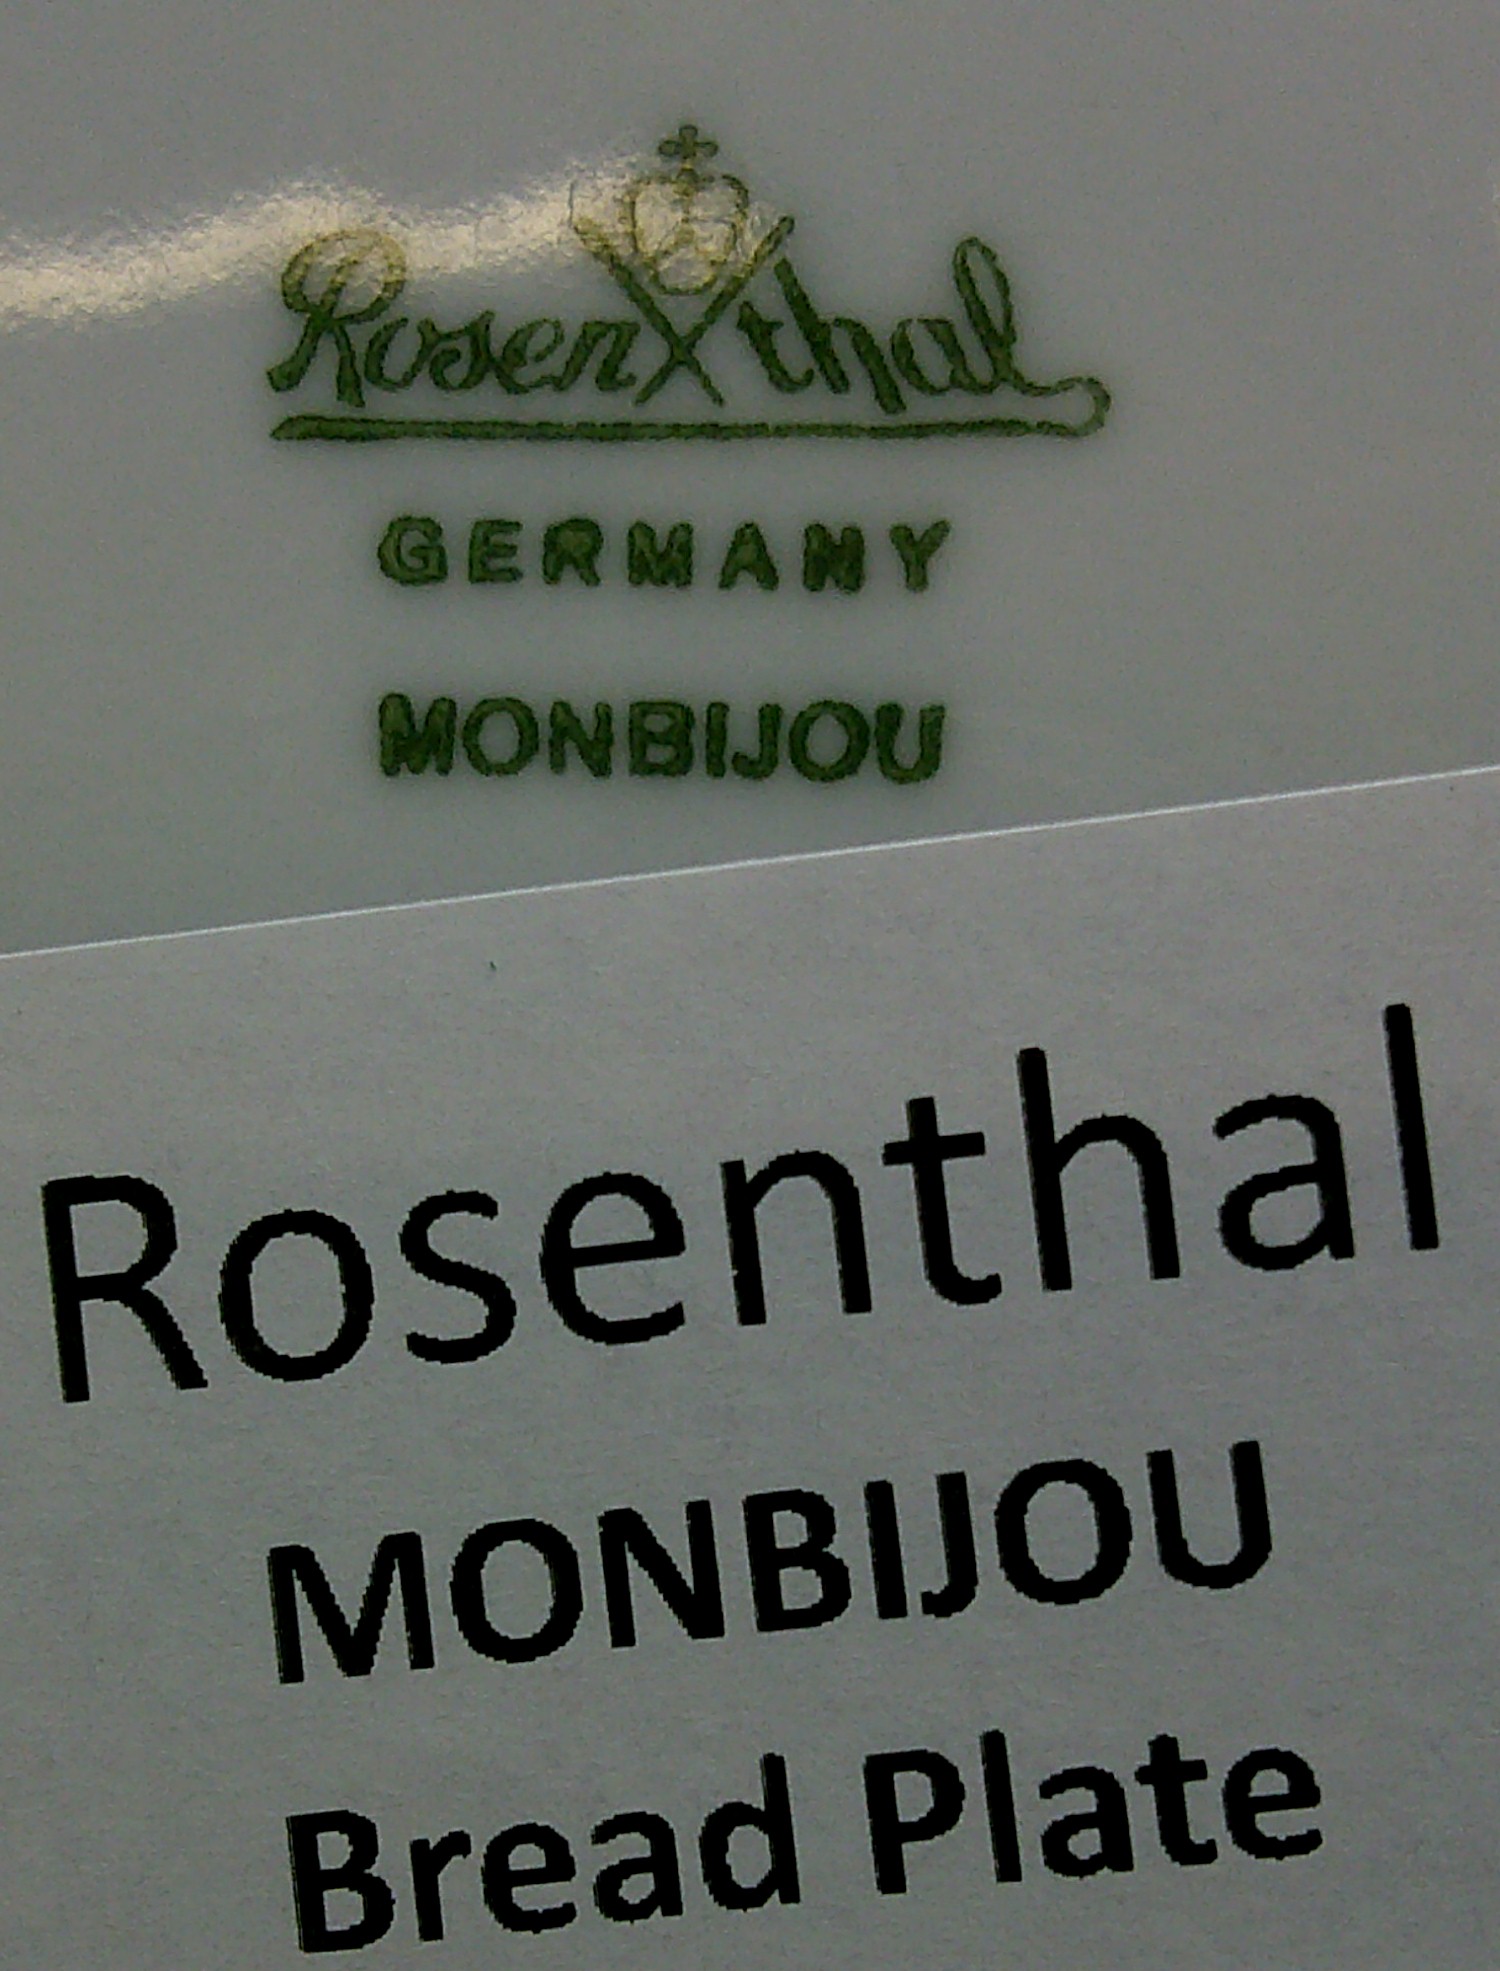 Rosenthal
GERMANY
MONBIJOU
Rosenthal
MONBIJOU
Bread Plate